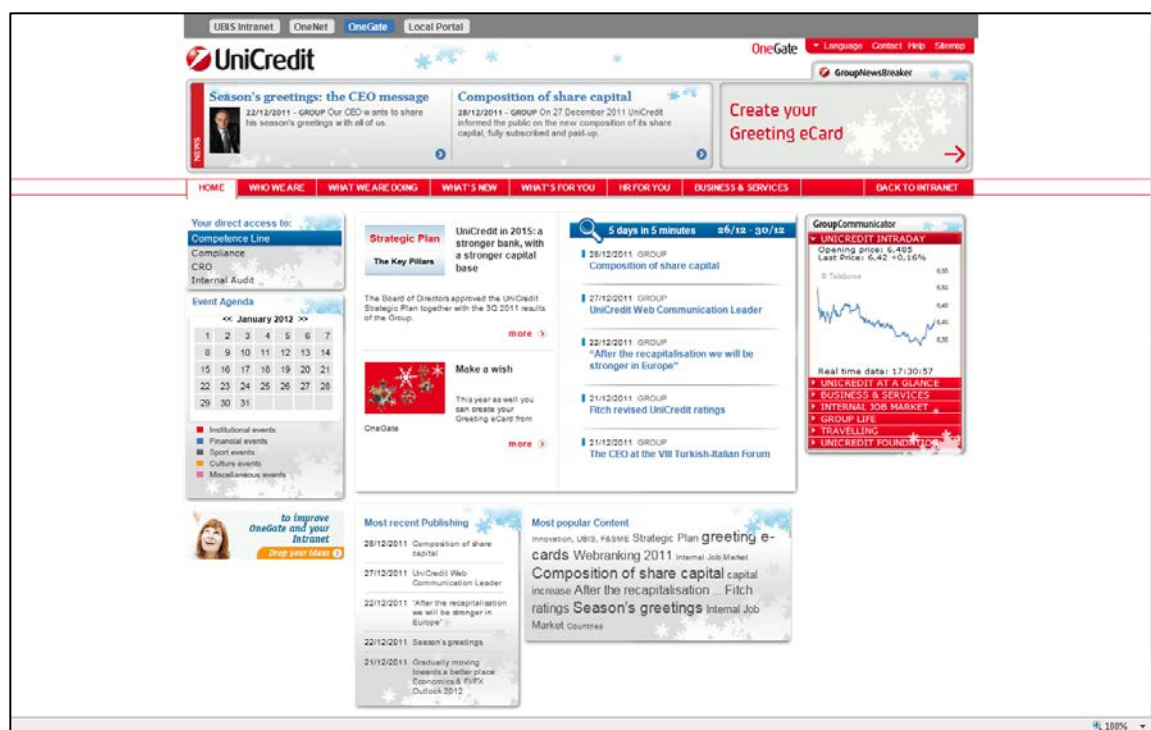 UBIS Intranet OneNet OneGate Local Portal
UniCredit
OneGate
Language Contact Help Sitemap
GroupNewsBreaker
NEWS
Season's greetings: the CEO message
22/12/2011 - GROUP Our CEO wants to share
his season's greetings with all of us.
Composition of share capital
28/12/2011 - GROUP On 27 December 2011 UniCredit
informed the public on the new composition of its share
capital, fully subscribed and paid-up.
Create your
Greeting eCard
HOME WHO WE ARE WHAT WE ARE DOING WHAT'S NEW WHAT'S FOR YOU HR FOR YOU BUSINESS & SERVICES BACK TO INTRANET
Your direct access to:
Competence Line
Compliance
CRO
Internal Audit
Event Agenda
<< January 2012 >>
1 2 3 4 5 6 7
8 9 10 11 12 13 14
15 16 17 18 19 20 21
22 23 24 25 26 27 28
29 30 31
Institutional events
Financial events
Sport events
Culture events
Miscellaneous events
to improve
OneGate and your
Intranet
Drop your ideas
Strategic Plan
The Key Pillars
UniCredit in 2015: a
stronger bank, with
a stronger capital
base
The Board of Directors approved the UniCredit
Strategic Plan together with the 3Q 2011 results
of the Group.
more
Make a wish
This year as well you
can create your
Greeting eCard from
OneGate
more
5 days in 5 minutes 26/12 - 30/12
28/12/2011 GROUP
Composition of share capital
27/12/2011 GROUP
UniCredit Web Communication Leader
22/12/2011 GROUP
"After the recapitalisation we will be
stronger in Europe"
21/12/2011 GROUP
Fitch revised UniCredit ratings
21/12/2011 GROUP
The CEO at the VIII Turkish-Italian Forum
GroupCommunicator
UNICREDIT INTRADAY
Opening price: 6,405
Last Price: 6,42 +0,16%
© Teleborsa
6,55
6,50
6,45
6,40
6,35
Real time data: 17:30:57
UNICREDIT AT A GLANCE
BUSINESS & SERVICES
INTERNAL JOB MARKET
GROUP LIFE
TRAVELLING
UNICREDIT FOUNDATION
Most recent Publishing
28/12/2011 Composition of share
capital
27/12/2011 UniCredit Web
Communication Leader
22/12/2011 "After the recapitalisation
we will be stronger in
Europe"
22/12/2011 Season's greetings
21/12/2011 Gradually moving
towards a better place:
Economics & FI/FX
Outlook 2012
Most popular Content
Innovation, UBIS, F&SME Strategic Plan greeting e-
cards Webranking 2011 Internal Job Market
Composition of share capital capital
increase After the recapitalisation ... Fitch
ratings Season's greetings Internal Job
Market Countries
100%